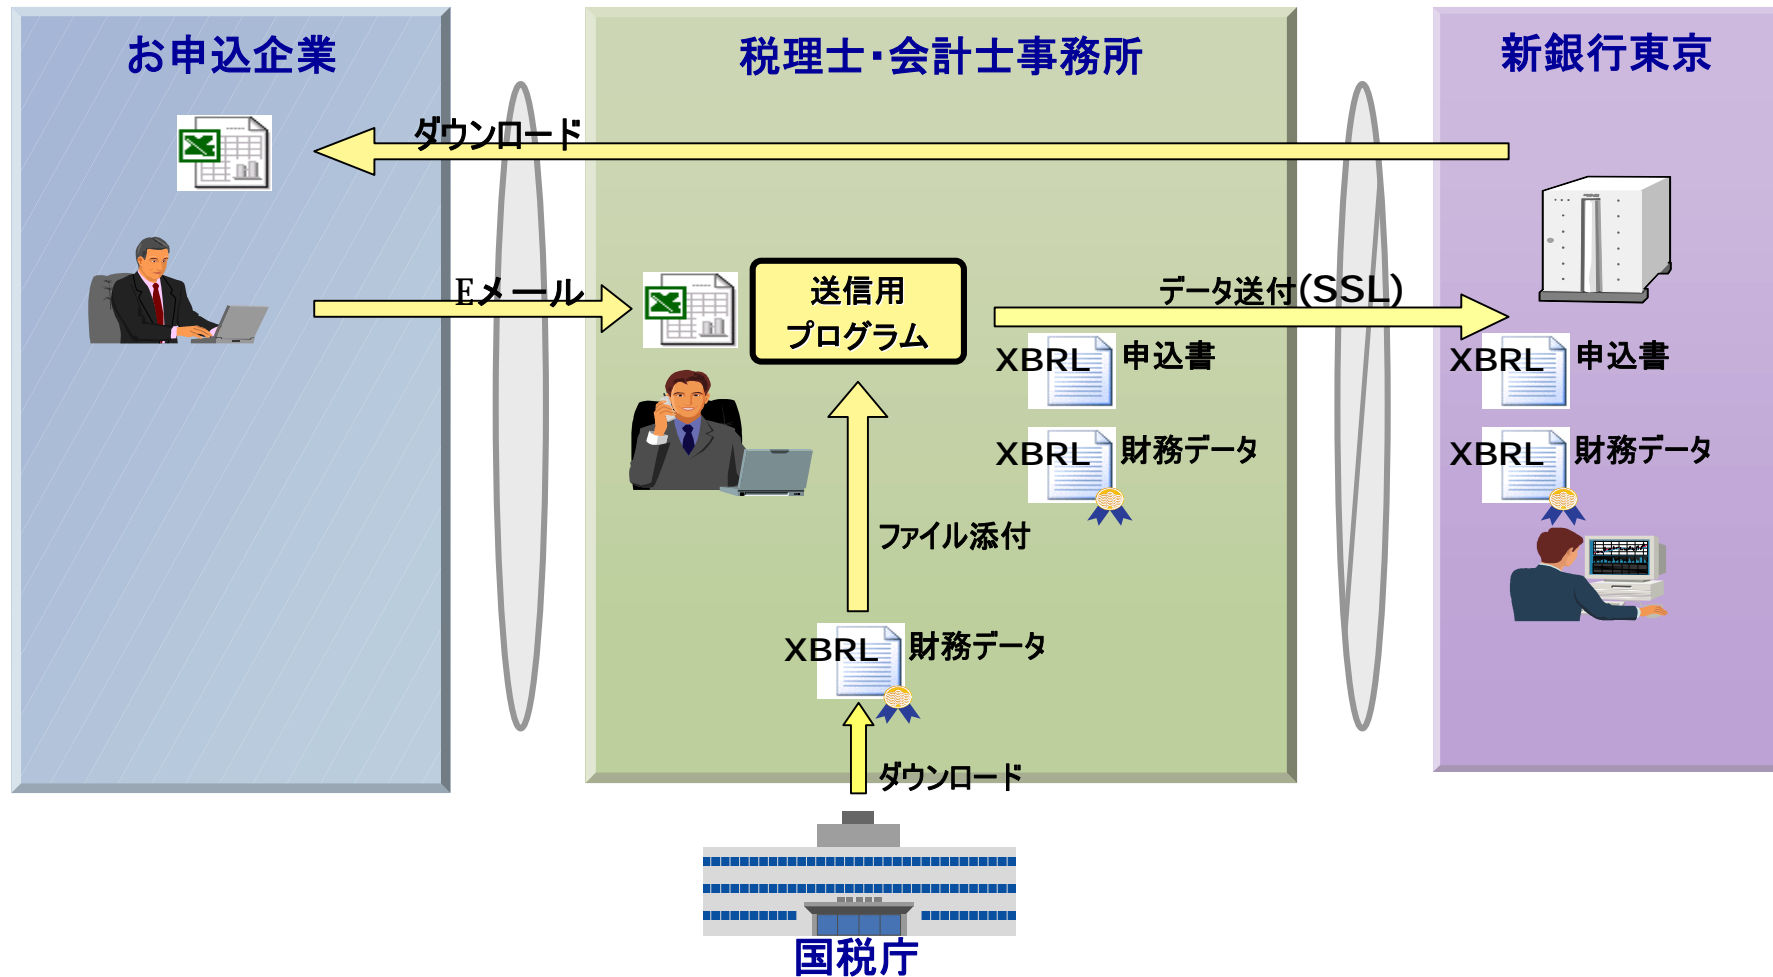 お申込企業
税理士・会計士事務所
新銀行東京
ダウンロード
Eメール
送信用
プログラム
データ送付(SSL)
XBRL 申込書
XBRL 財務データ
XBRL 申込書
XBRL 財務データ
ファイル添付
XBRL 財務データ
ダウンロード
国税庁